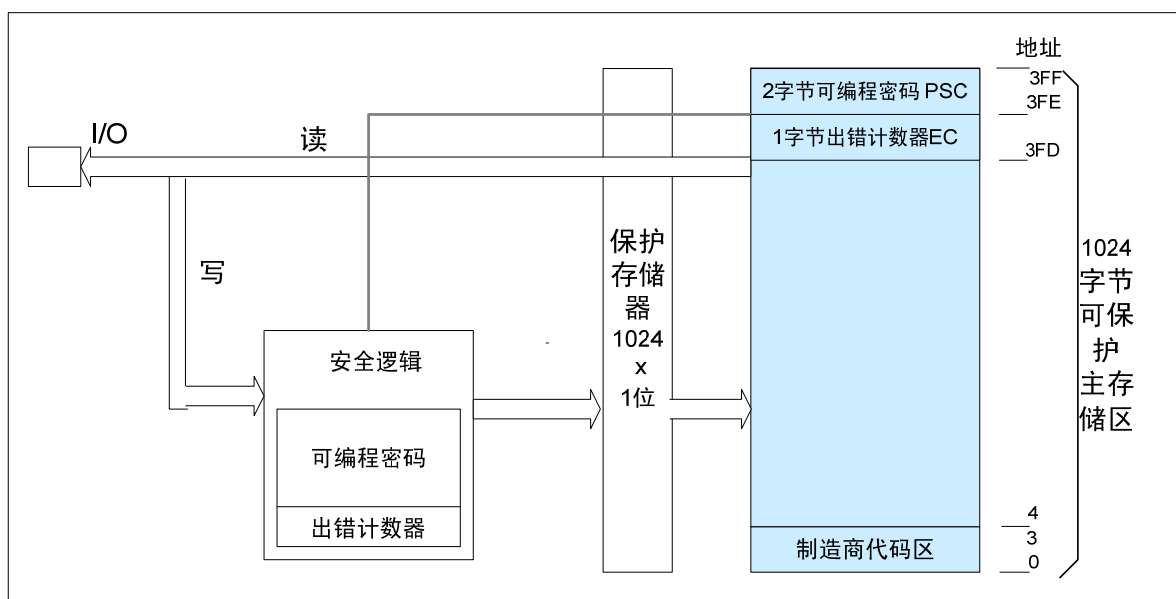 地址
3FF
2字节可编程密码 PSC
3FE
I/O
读
1字节出错计数器EC
3FD
保护
存储
器
1024
x
1位
1024
字节
可保
护
主存
储区
写
安全逻辑
可编程密码
出错计数器
4
3
制造商代码区
0